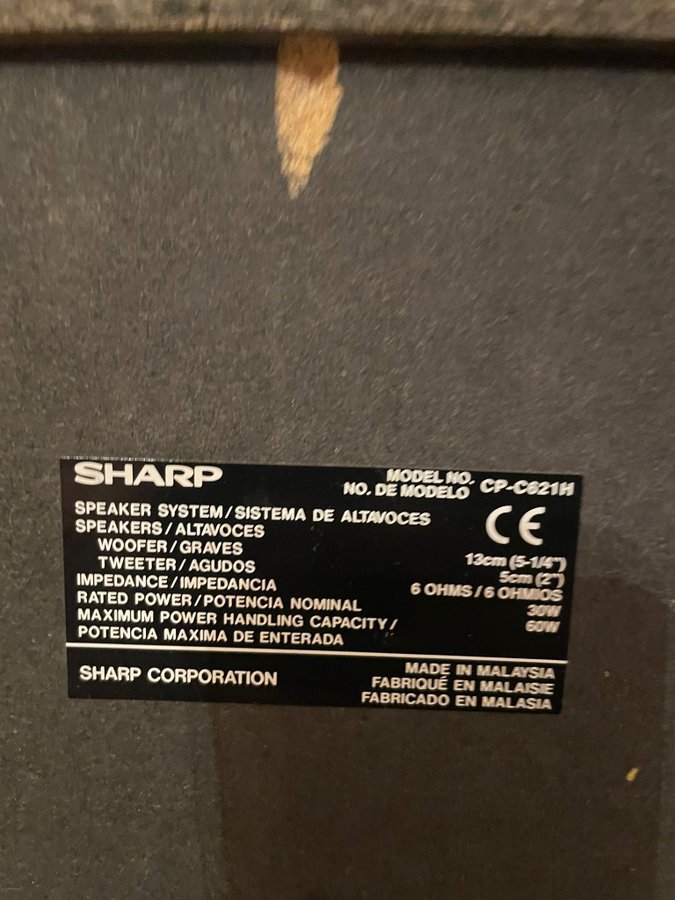 SHARP
MODEL NO.
NO. DE MODELO CP-C621H
SPEAKER SYSTEM/SISTEMA DE ALTAVOCES
CE
SPEAKERS/ALTAVOCES
WOOFER/GRAVES 13cm (5-1/4")
TWEETER/AGUDOS 5cm (2")
IMPEDANCE/IMPEDANCIA 6 OHMS/6 OHMIOS
RATED POWER/POTENCIA NOMINAL 30W
MAXIMUM POWER HANDLING CAPACITY/ 60W
POTENCIA MAXIMA DE ENTERADA
SHARP CORPORATION
MADE IN MALAYSIA
FABRIQUÉ EN MALAISIE
FABRICADO EN MALASIA